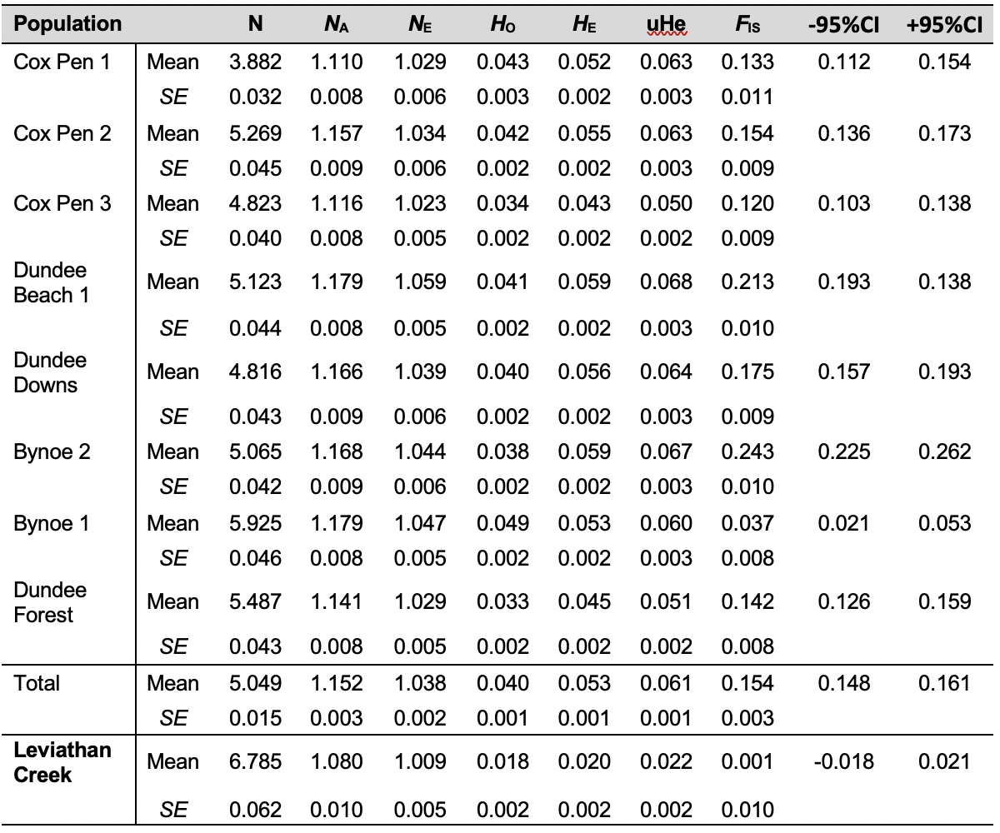 Population N NA NE HO HE uHe FIS -95%CI +95%CI
Cox Pen 1 Mean 3.882 1.110 1.029 0.043 0.052 0.063 0.133 0.112 0.154
SE 0.032 0.008 0.006 0.003 0.002 0.003 0.011
Cox Pen 2 Mean 5.269 1.157 1.034 0.042 0.055 0.063 0.154 0.136 0.173
SE 0.045 0.009 0.006 0.002 0.002 0.003 0.009
Cox Pen 3 Mean 4.823 1.116 1.023 0.034 0.043 0.050 0.120 0.103 0.138
SE 0.040 0.008 0.005 0.002 0.002 0.002 0.009
Dundee
Beach 1 Mean 5.123 1.179 1.059 0.041 0.059 0.068 0.213 0.193 0.138
SE 0.044 0.008 0.005 0.002 0.002 0.003 0.010
Dundee
Downs Mean 4.816 1.166 1.039 0.040 0.056 0.064 0.175 0.157 0.193
SE 0.043 0.009 0.006 0.002 0.002 0.003 0.009
Bynoe 2 Mean 5.065 1.168 1.044 0.038 0.059 0.067 0.243 0.225 0.262
SE 0.042 0.009 0.006 0.002 0.002 0.003 0.010
Bynoe 1 Mean 5.925 1.179 1.047 0.049 0.053 0.060 0.037 0.021 0.053
SE 0.046 0.008 0.005 0.002 0.002 0.003 0.008
Dundee
Forest Mean 5.487 1.141 1.029 0.033 0.045 0.051 0.142 0.126 0.159
SE 0.043 0.008 0.005 0.002 0.002 0.002 0.008
Total Mean 5.049 1.152 1.038 0.040 0.053 0.061 0.154 0.148 0.161
SE 0.015 0.003 0.002 0.001 0.001 0.001 0.003
Leviathan
Creek Mean 6.785 1.080 1.009 0.018 0.020 0.022 0.001 -0.018 0.021
SE 0.062 0.010 0.005 0.002 0.002 0.002 0.010